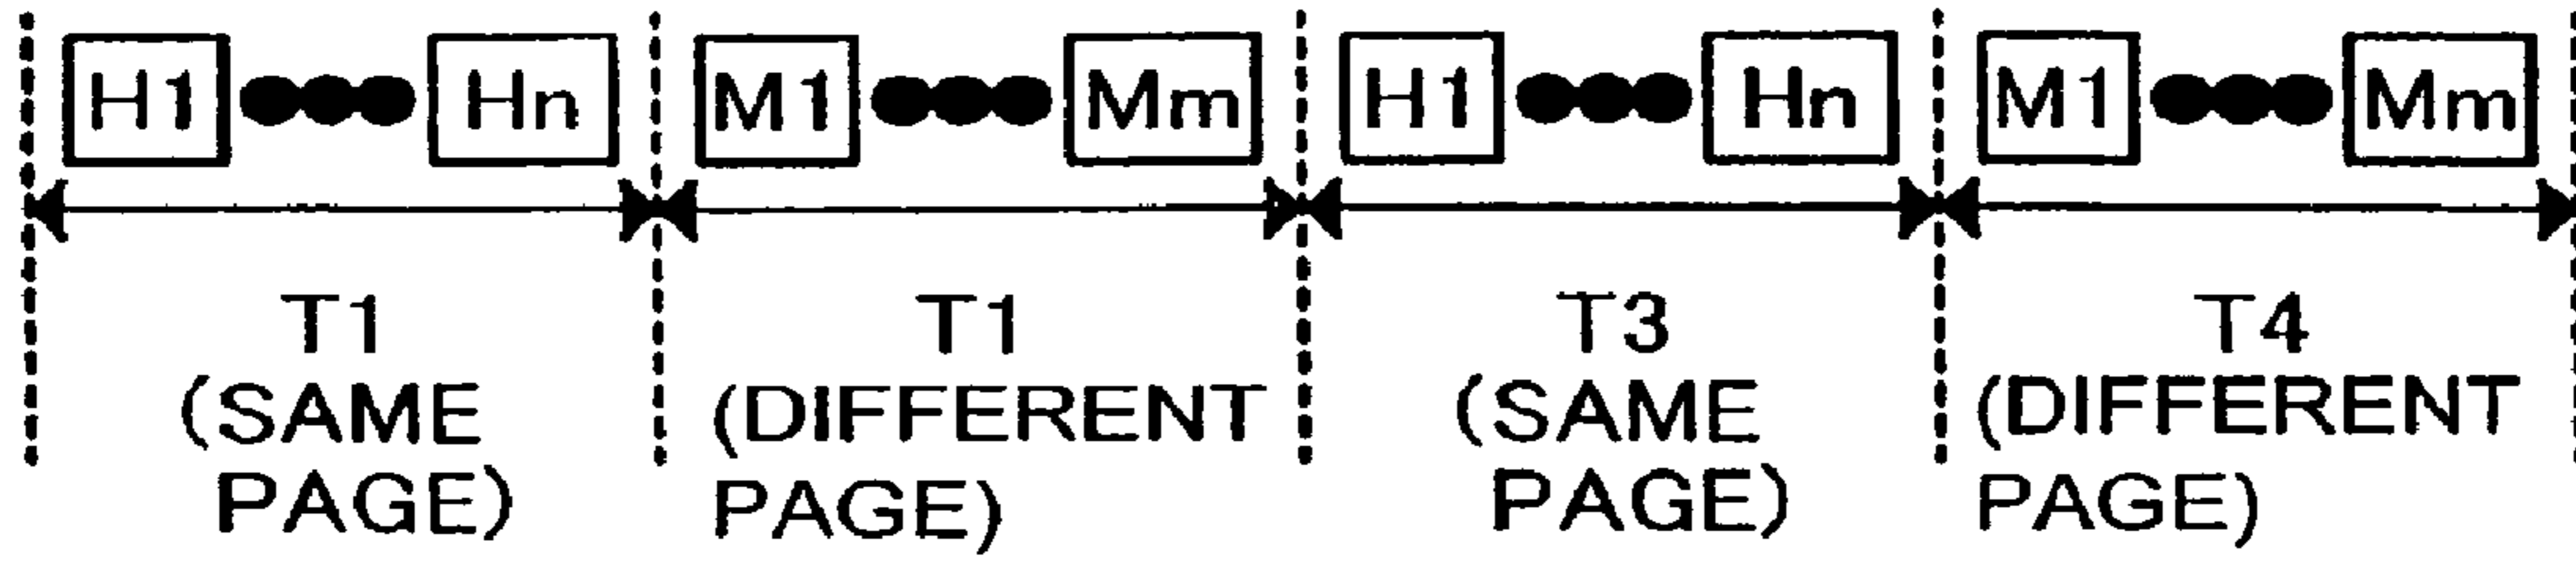 H1 ●●● Hn M1 ●●● Mm H1 ●●● Hn M1 ●●● Mm
T1 T1 T3 T4
(SAME (DIFFERENT (SAME (DIFFERENT
PAGE) PAGE) PAGE) PAGE)